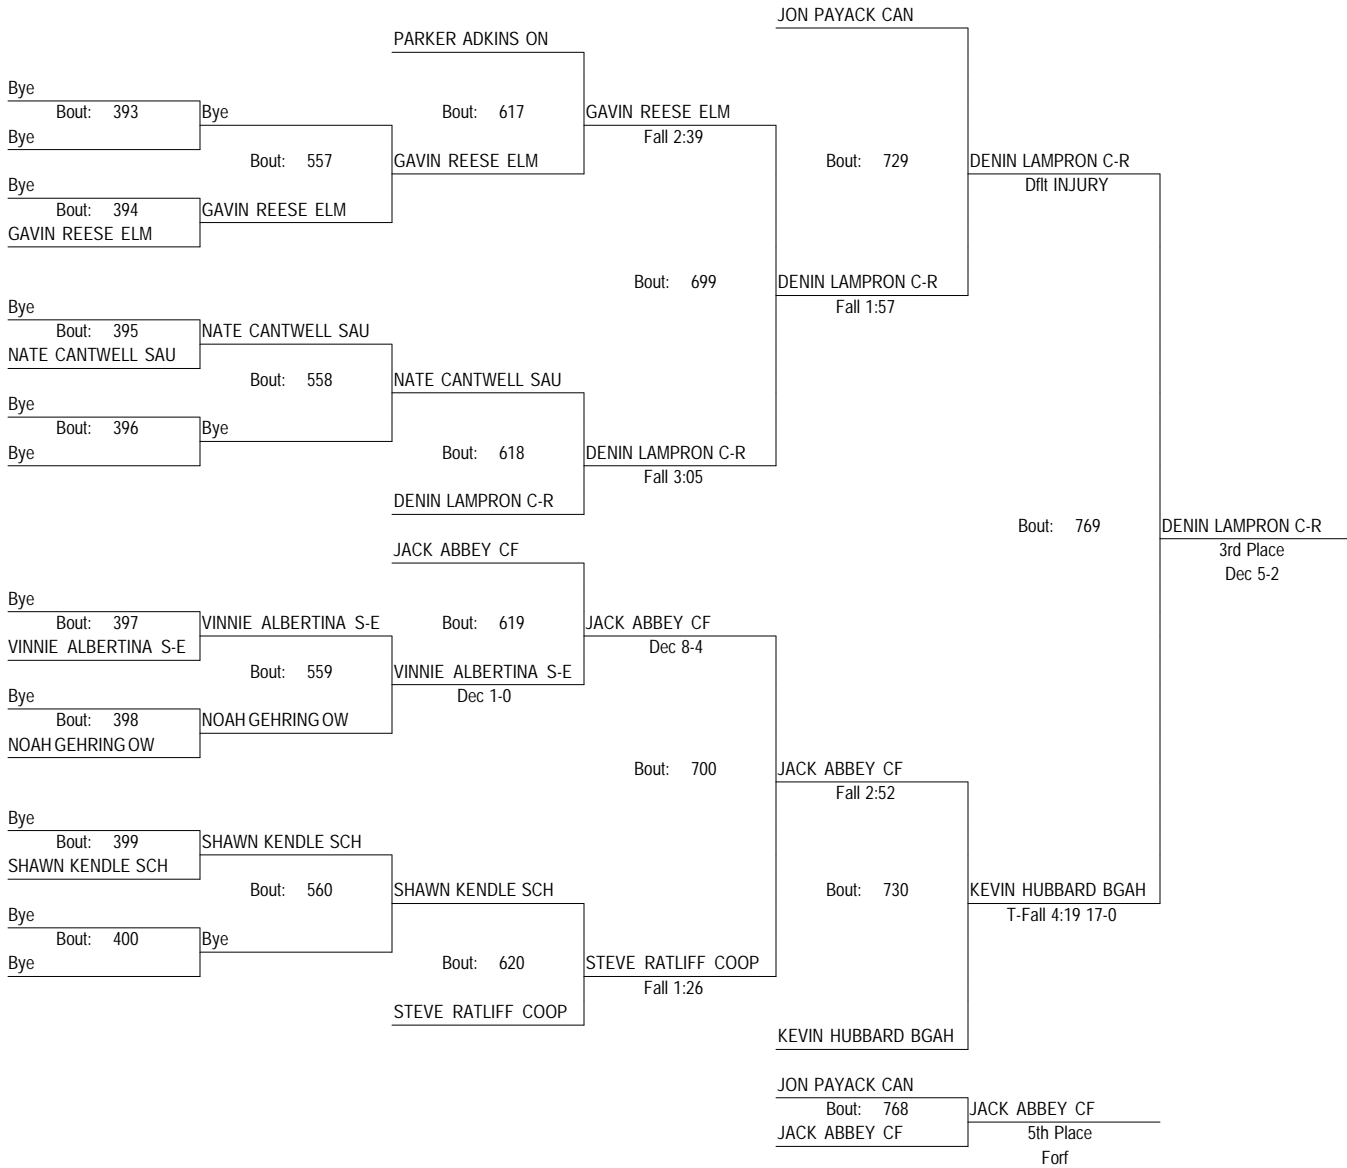 JON PAYACK CAN
PARKER ADKINS ON
Bye
Bout: 393
Bye
Bout: 617
GAVIN REESE ELM
Bye
Fall 2:39
Bout: 557
GAVIN REESE ELM
Bout: 729
DENIN LAMPRON C-R
Bye
Dflt INJURY
Bout: 394
GAVIN REESE ELM
GAVIN REESE ELM
Bout: 699
DENIN LAMPRON C-R
Bye
Fall 1:57
Bout: 395
NATE CANTWELL SAU
NATE CANTWELL SAU
Bout: 558
NATE CANTWELL SAU
Bye
Bout: 396
Bye
Bye
Bout: 618
DENIN LAMPRON C-R
Fall 3:05
DENIN LAMPRON C-R
Bout: 769
DENIN LAMPRON C-R
JACK ABBEY CF
3rd Place
Dec 5-2
Bye
Bout: 397
VINNIE ALBERTINA S-E
Bout: 619
JACK ABBEY CF
VINNIE ALBERTINA S-E
Dec 8-4
Bout: 559
VINNIE ALBERTINA S-E
Bye
Dec 1-0
Bout: 398
NOAH GEHRING OW
NOAH GEHRING OW
Bout: 700
JACK ABBEY CF
Fall 2:52
Bye
Bout: 399
SHAWN KENDLE SCH
SHAWN KENDLE SCH
Bout: 560
SHAWN KENDLE SCH
Bout: 730
KEVIN HUBBARD BGAH
Bye
T-Fall 4:19 17-0
Bout: 400
Bye
Bye
Bout: 620
STEVE RATLIFF COOP
Fall 1:26
STEVE RATLIFF COOP
KEVIN HUBBARD BGAH
JON PAYACK CAN
Bout: 768
JACK ABBEY CF
JACK ABBEY CF
5th Place
Forf